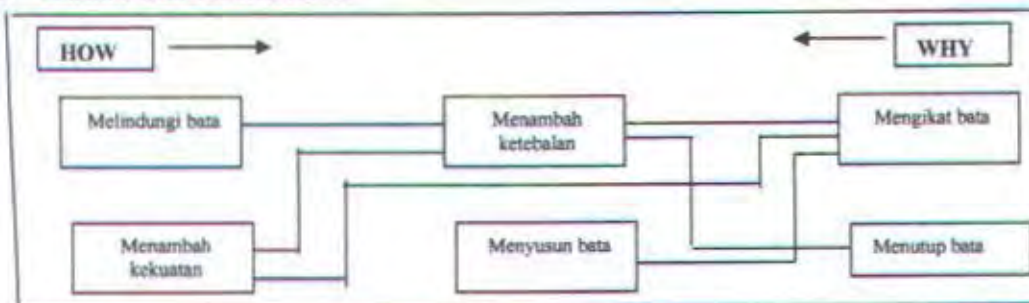 HOW
WHY
Melindungi bata
Menambah
ketebalan
Mengikat bata
Menambah
kekuatan
Menyusun bata
Menutup bata